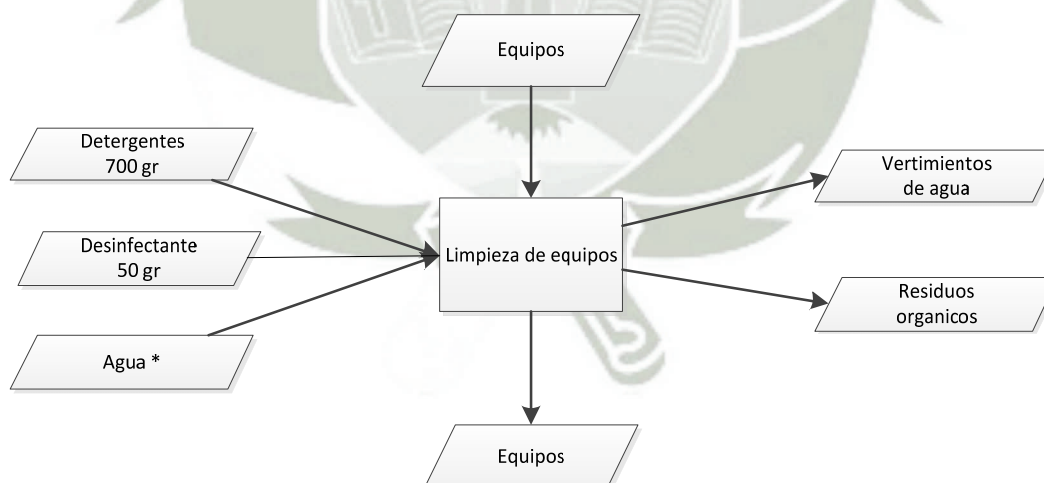 Equipos
Detergentes
700 gr
Desinfectante
50 gr
Agua *
Limpieza de equipos
Vertimientos
de agua
Residuos
organicos
Equipos